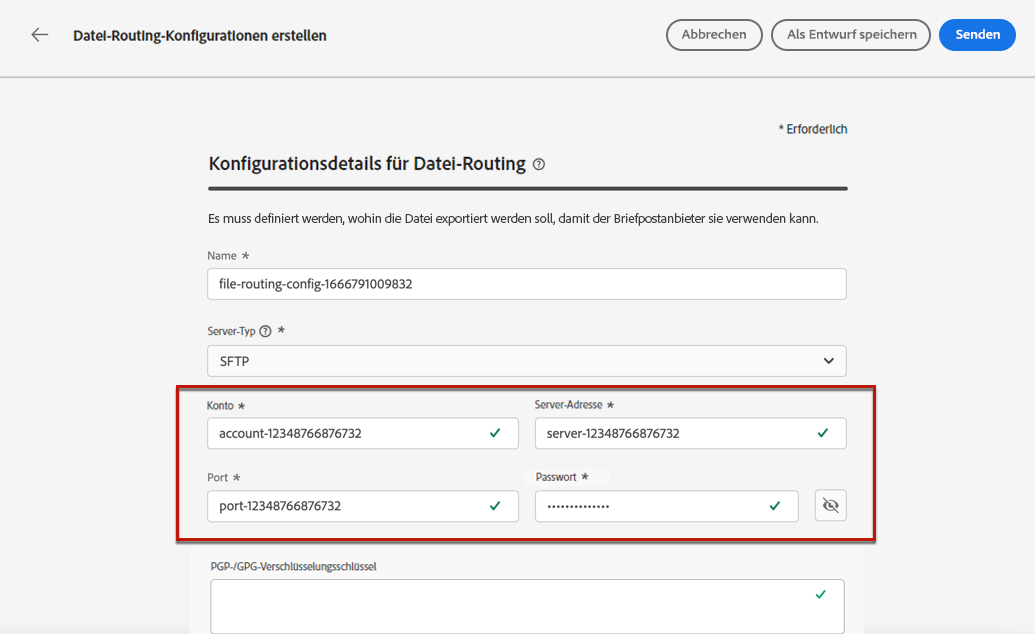 Datei-Routing-Konfigurationen erstellen
Abbrechen
Als Entwurf speichern
Senden
* Erforderlich
Konfigurationsdetails für Datei-Routing
Es muss definiert werden, wohin die Datei exportiert werden soll, damit der Briefpostanbieter sie verwenden kann.
Name *
file-routing-config-1666791009832
Server-Typ ? *
SFTP
Konto *
Server-Adresse *
account-12348766876732
server-12348766876732
Port *
Passwort *
port-12348766876732
••••••••••••••
PGP-/GPG-Verschlüsselungsschlüssel